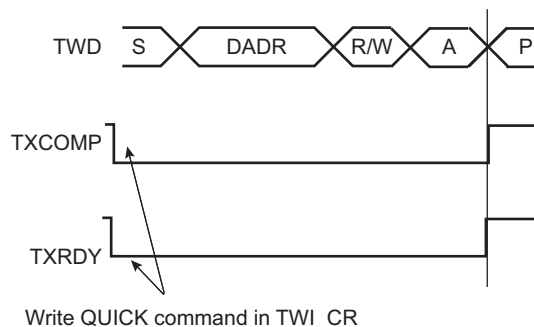 TWD S DADR R/W A P
TXCOMP
TXRDY
Write QUICK command in TWI_CR